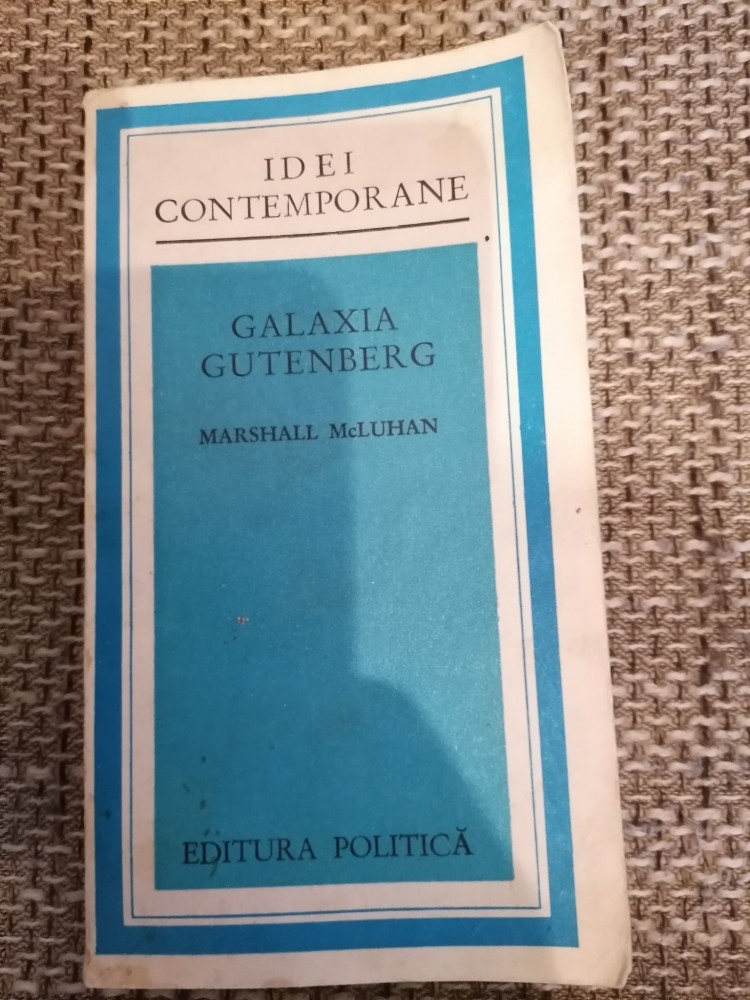 IDEI
CONTEMPORANE
GALAXIA
GUTENBERG
MARSHALL McLUHAN
EDITURA POLITICĂ